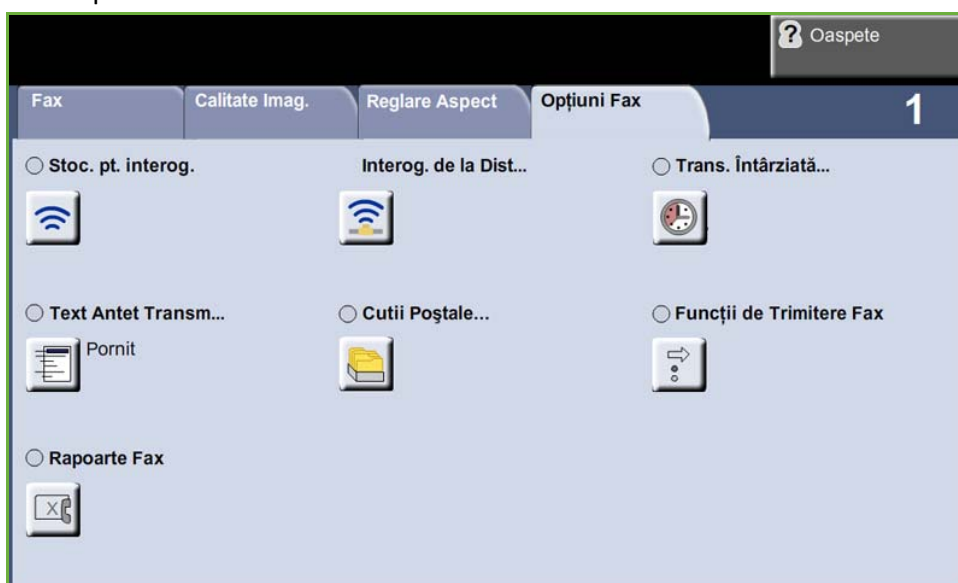 Oaspete
Fax
Calitate Imag.
Reglare Aspect
Opțiuni Fax
1
Stoc. pt. interog.
Interog. de la Dist...
Trans. Întârziată...
Text Antet Transm...
Cutii Poştale...
Funcții de Trimitere Fax
Pornit
Rapoarte Fax